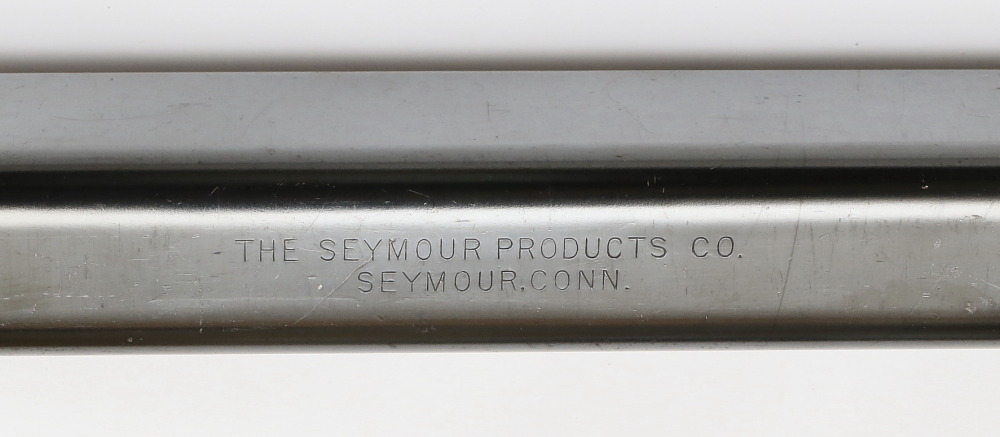 THE SEYMOUR PRODUCTS CO.
SEYMOUR, CONN.